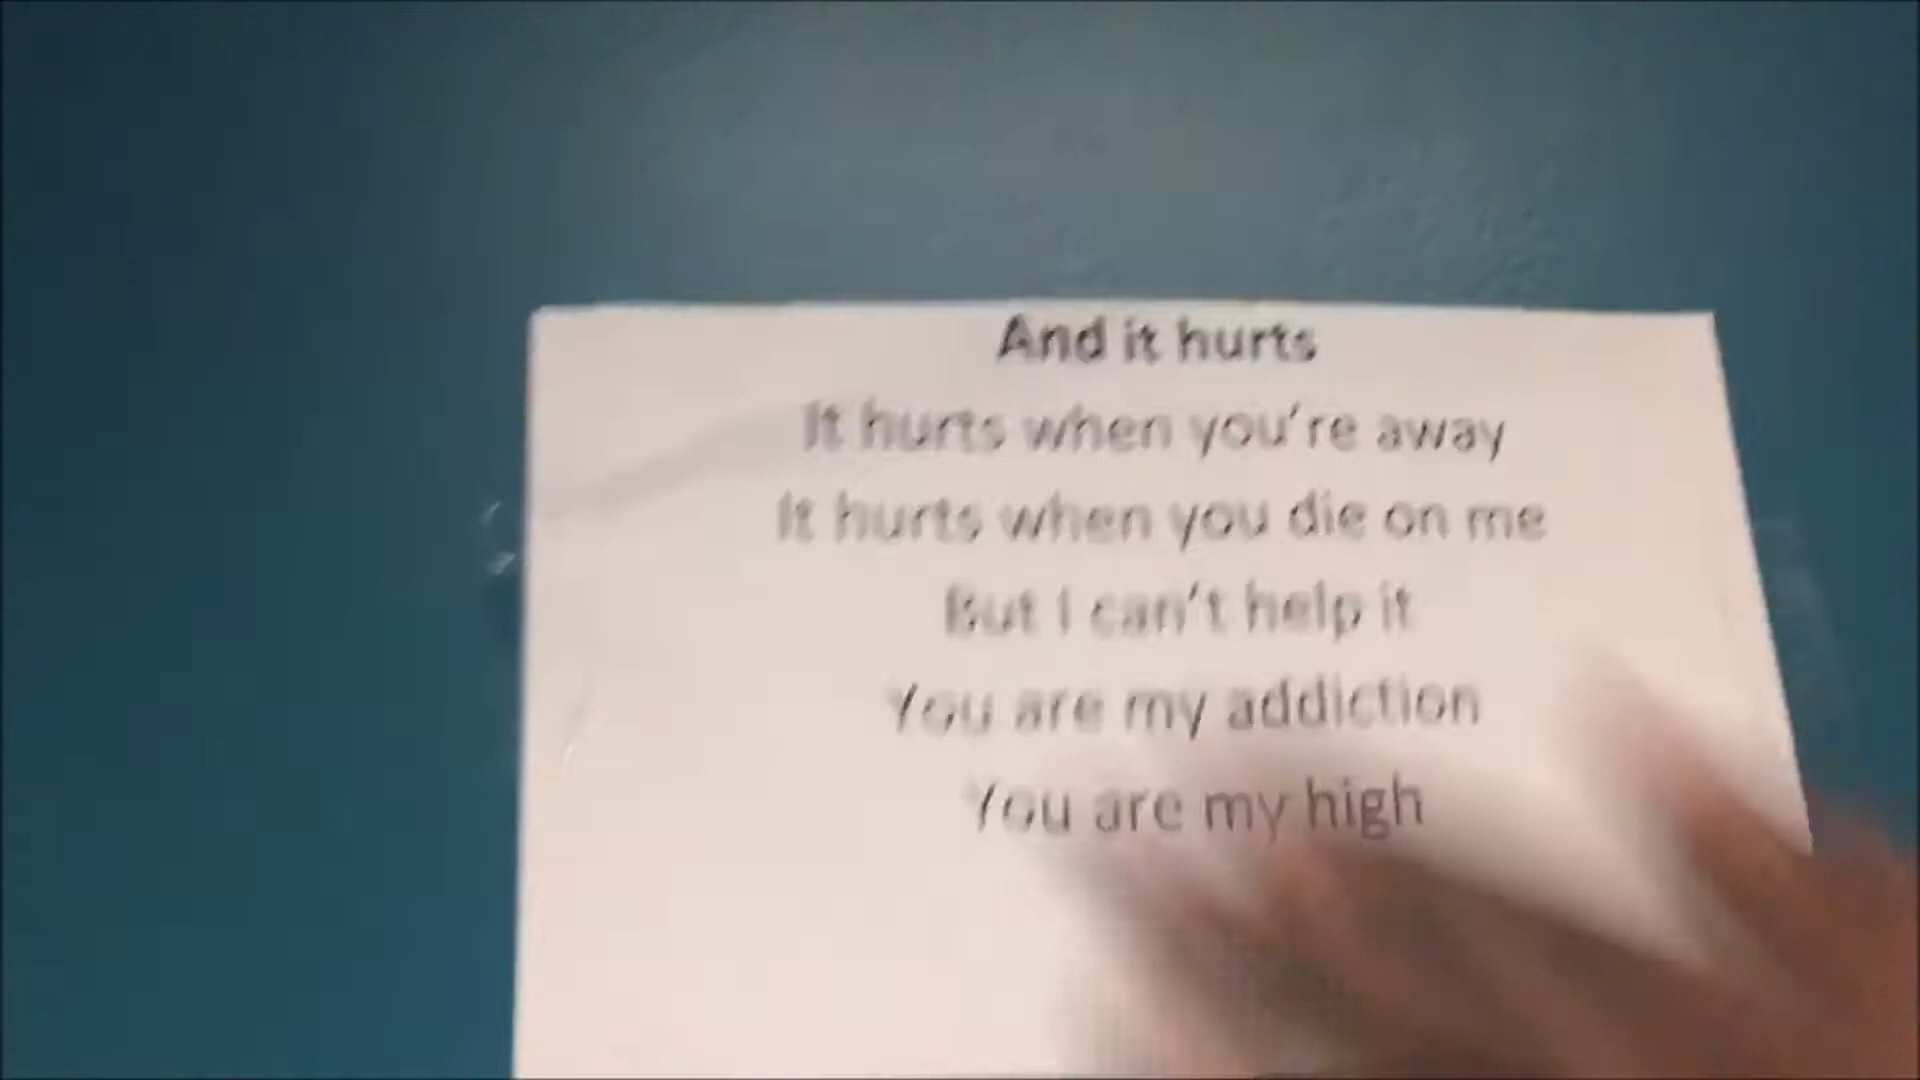 And it hurts
It hurts when you're away
It hurts when you die on me
But I can't help it
You are my addiction
You are my high